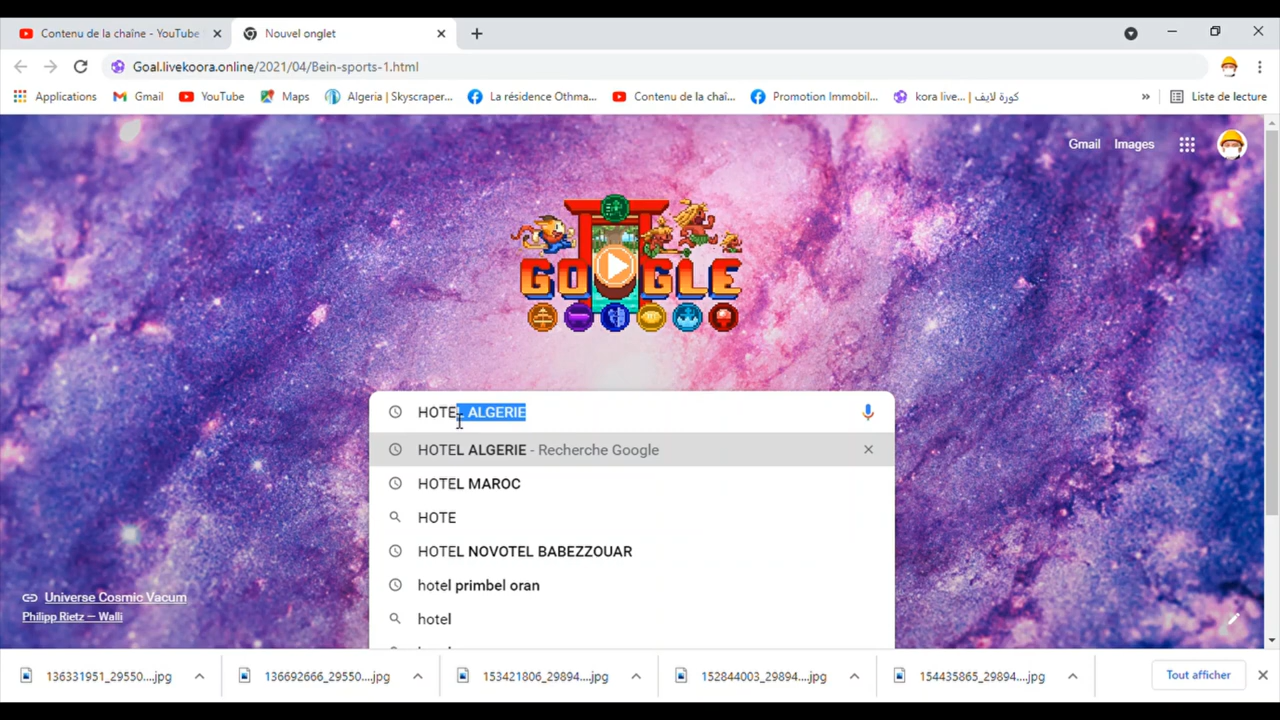 Contenu de la chaîne - YouTube
Nouvel onglet
Goal.livekoora.online/2021/04/Bein-sports-1.html
Applications
Gmail
YouTube
Maps
Algeria | Skyscraper...
La résidence Othma...
Contenu de la chaî...
Promotion Immobil...
كورة لايف | kora live...
»
Liste de lecture
Gmail
Images
GOOGLE
HOTEL ALGERIE
HOTEL ALGERIE - Recherche Google
HOTEL MAROC
HOTE
HOTEL NOVOTEL BABEZZOUAR
hotel primbel oran
hotel
Universe Cosmic Vacum
Philipp Rietz — Walli
136331951_29550....jpg
136692666_29550....jpg
153421806_29894....jpg
152844003_29894....jpg
154435865_29894....jpg
Tout afficher